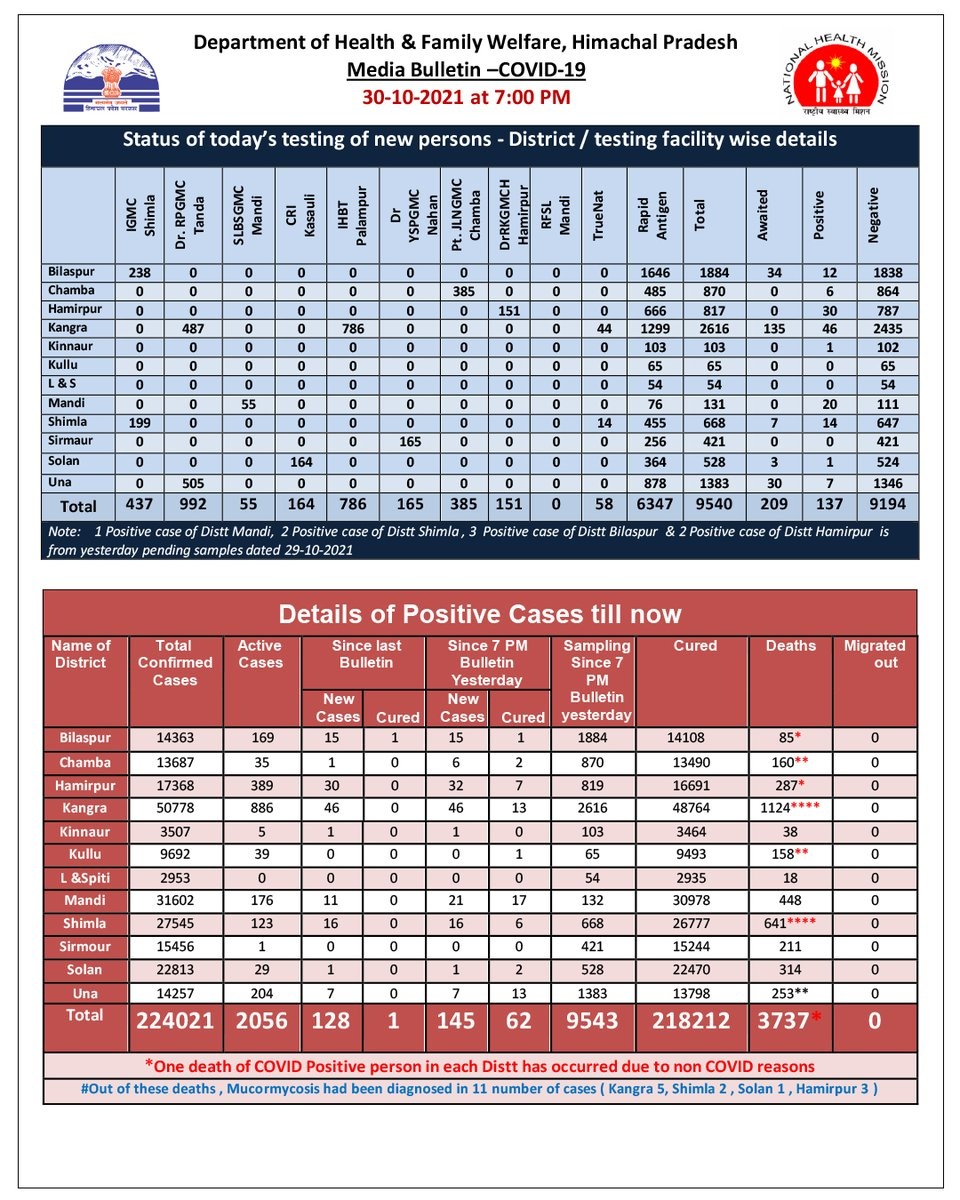 Department of Health & Family Welfare, Himachal Pradesh
Media Bulletin –COVID-19
30-10-2021 at 7:00 PM
NATIONAL HEALTH MISSION
राष्ट्रीय स्वास्थ्य मिशन
Status of today's testing of new persons - District / testing facility wise details
IGMC Shimla Dr. RPGMC Tanda SLBSGMC Mandi CRI Kasauli IHBT Palampur Dr YSPGMC Nahan Pt. JLNGMC Chamba DrRKGMCH Hamirpur RFSL Mandi TrueNat Rapid Antigen Total Awaited Positive Negative
Bilaspur 238 0 0 0 0 0 0 0 0 0 1646 1884 34 12 1838
Chamba 0 0 0 0 0 0 385 0 0 0 485 870 0 6 864
Hamirpur 0 0 0 0 0 0 0 151 0 0 666 817 0 30 787
Kangra 0 487 0 0 786 0 0 0 0 44 1299 2616 135 46 2435
Kinnaur 0 0 0 0 0 0 0 0 0 0 103 103 0 1 102
Kullu 0 0 0 0 0 0 0 0 0 0 65 65 0 0 65
L & S 0 0 0 0 0 0 0 0 0 0 54 54 0 0 54
Mandi 0 0 55 0 0 0 0 0 0 0 76 131 0 20 111
Shimla 199 0 0 0 0 0 0 0 0 14 455 668 7 14 647
Sirmaur 0 0 0 0 0 165 0 0 0 0 256 421 0 0 421
Solan 0 0 0 164 0 0 0 0 0 0 364 528 3 1 524
Una 0 505 0 0 0 0 0 0 0 0 878 1383 30 7 1346
Total 437 992 55 164 786 165 385 151 0 58 6347 9540 209 137 9194
Note: 1 Positive case of Distt Mandi, 2 Positive case of Distt Shimla , 3 Positive case of Distt Bilaspur & 2 Positive case of Distt Hamirpur is
from yesterday pending samples dated 29-10-2021
Details of Positive Cases till now
Name of District Total Confirmed Cases Active Cases Since last Bulletin Since 7 PM Bulletin Yesterday Sampling Since 7 PM Bulletin yesterday Cured Deaths Migrated out
New Cases Cured New Cases Cured
Bilaspur 14363 169 15 1 15 1 1884 14108 85* 0
Chamba 13687 35 1 0 6 2 870 13490 160** 0
Hamirpur 17368 389 30 0 32 7 819 16691 287* 0
Kangra 50778 886 46 0 46 13 2616 48764 1124**** 0
Kinnaur 3507 5 1 0 1 0 103 3464 38 0
Kullu 9692 39 0 0 0 1 65 9493 158** 0
L &Spiti 2953 0 0 0 0 0 54 2935 18 0
Mandi 31602 176 11 0 21 17 132 30978 448 0
Shimla 27545 123 16 0 16 6 668 26777 641**** 0
Sirmour 15456 1 0 0 0 0 421 15244 211 0
Solan 22813 29 1 0 1 2 528 22470 314 0
Una 14257 204 7 0 7 13 1383 13798 253** 0
Total 224021 2056 128 1 145 62 9543 218212 3737* 0
*One death of COVID Positive person in each Distt has occurred due to non COVID reasons
#Out of these deaths , Mucormycosis had been diagnosed in 11 number of cases ( Kangra 5, Shimla 2 , Solan 1 , Hamirpur 3 )